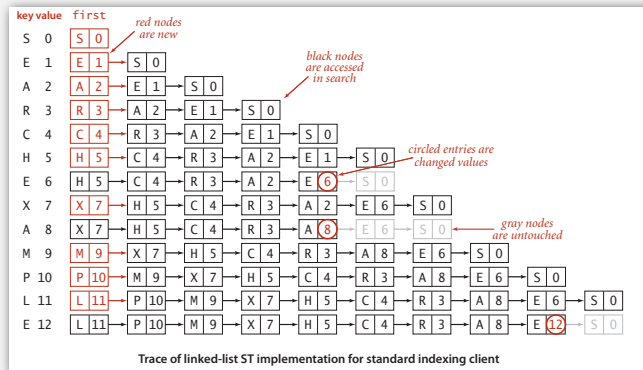 key value first
red nodes
are new
S 0 S 0
E 1 E 1 S 0
black nodes
are accessed
in search
A 2 A 2 E 1 S 0
R 3 R 3 A 2 E 1 S 0
C 4 C 4 R 3 A 2 E 1 S 0
circled entries are
changed values
H 5 H 5 C 4 R 3 A 2 E 1 S 0
E 6 H 5 C 4 R 3 A 2 E 6 S 0
X 7 X 7 H 5 C 4 R 3 A 2 E 6 S 0
gray nodes
are untouched
A 8 X 7 H 5 C 4 R 3 A 8 E 6 S 0
M 9 M 9 X 7 H 5 C 4 R 3 A 8 E 6 S 0
P 10 P 10 M 9 X 7 H 5 C 4 R 3 A 8 E 6 S 0
L 11 L 11 P 10 M 9 X 7 H 5 C 4 R 3 A 8 E 6 S 0
E 12 L 11 P 10 M 9 X 7 H 5 C 4 R 3 A 8 E 12 S 0
Trace of linked-list ST implementation for standard indexing client